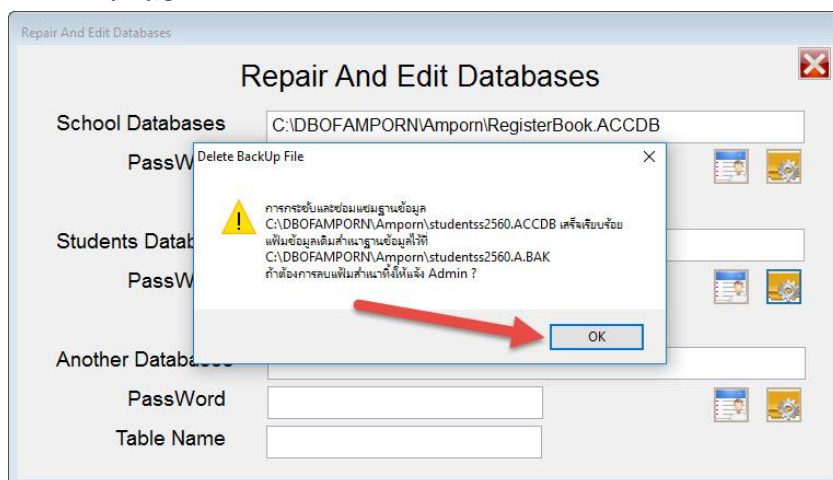 Repair And Edit Databases
Repair And Edit Databases
School Databases
C:\DBOFAMPORN\Amporn\RegisterBook.ACCDB
PassW
Delete BackUp File
การกระชับและซ่อมแซมฐานข้อมูล
C:\DBOFAMPORN\Amporn\studentss2560.ACCDB เสร็จเรียบร้อย
แฟ้มข้อมูลเดิมสำเนาฐานข้อมูลไว้ที่
C:\DBOFAMPORN\Amporn\studentss2560.A.BAK
ถ้าต้องการลบแฟ้มสำเนาทิ้งให้แจ้ง Admin ?
OK
Students Datab
PassW
Another Databases
PassWord
Table Name